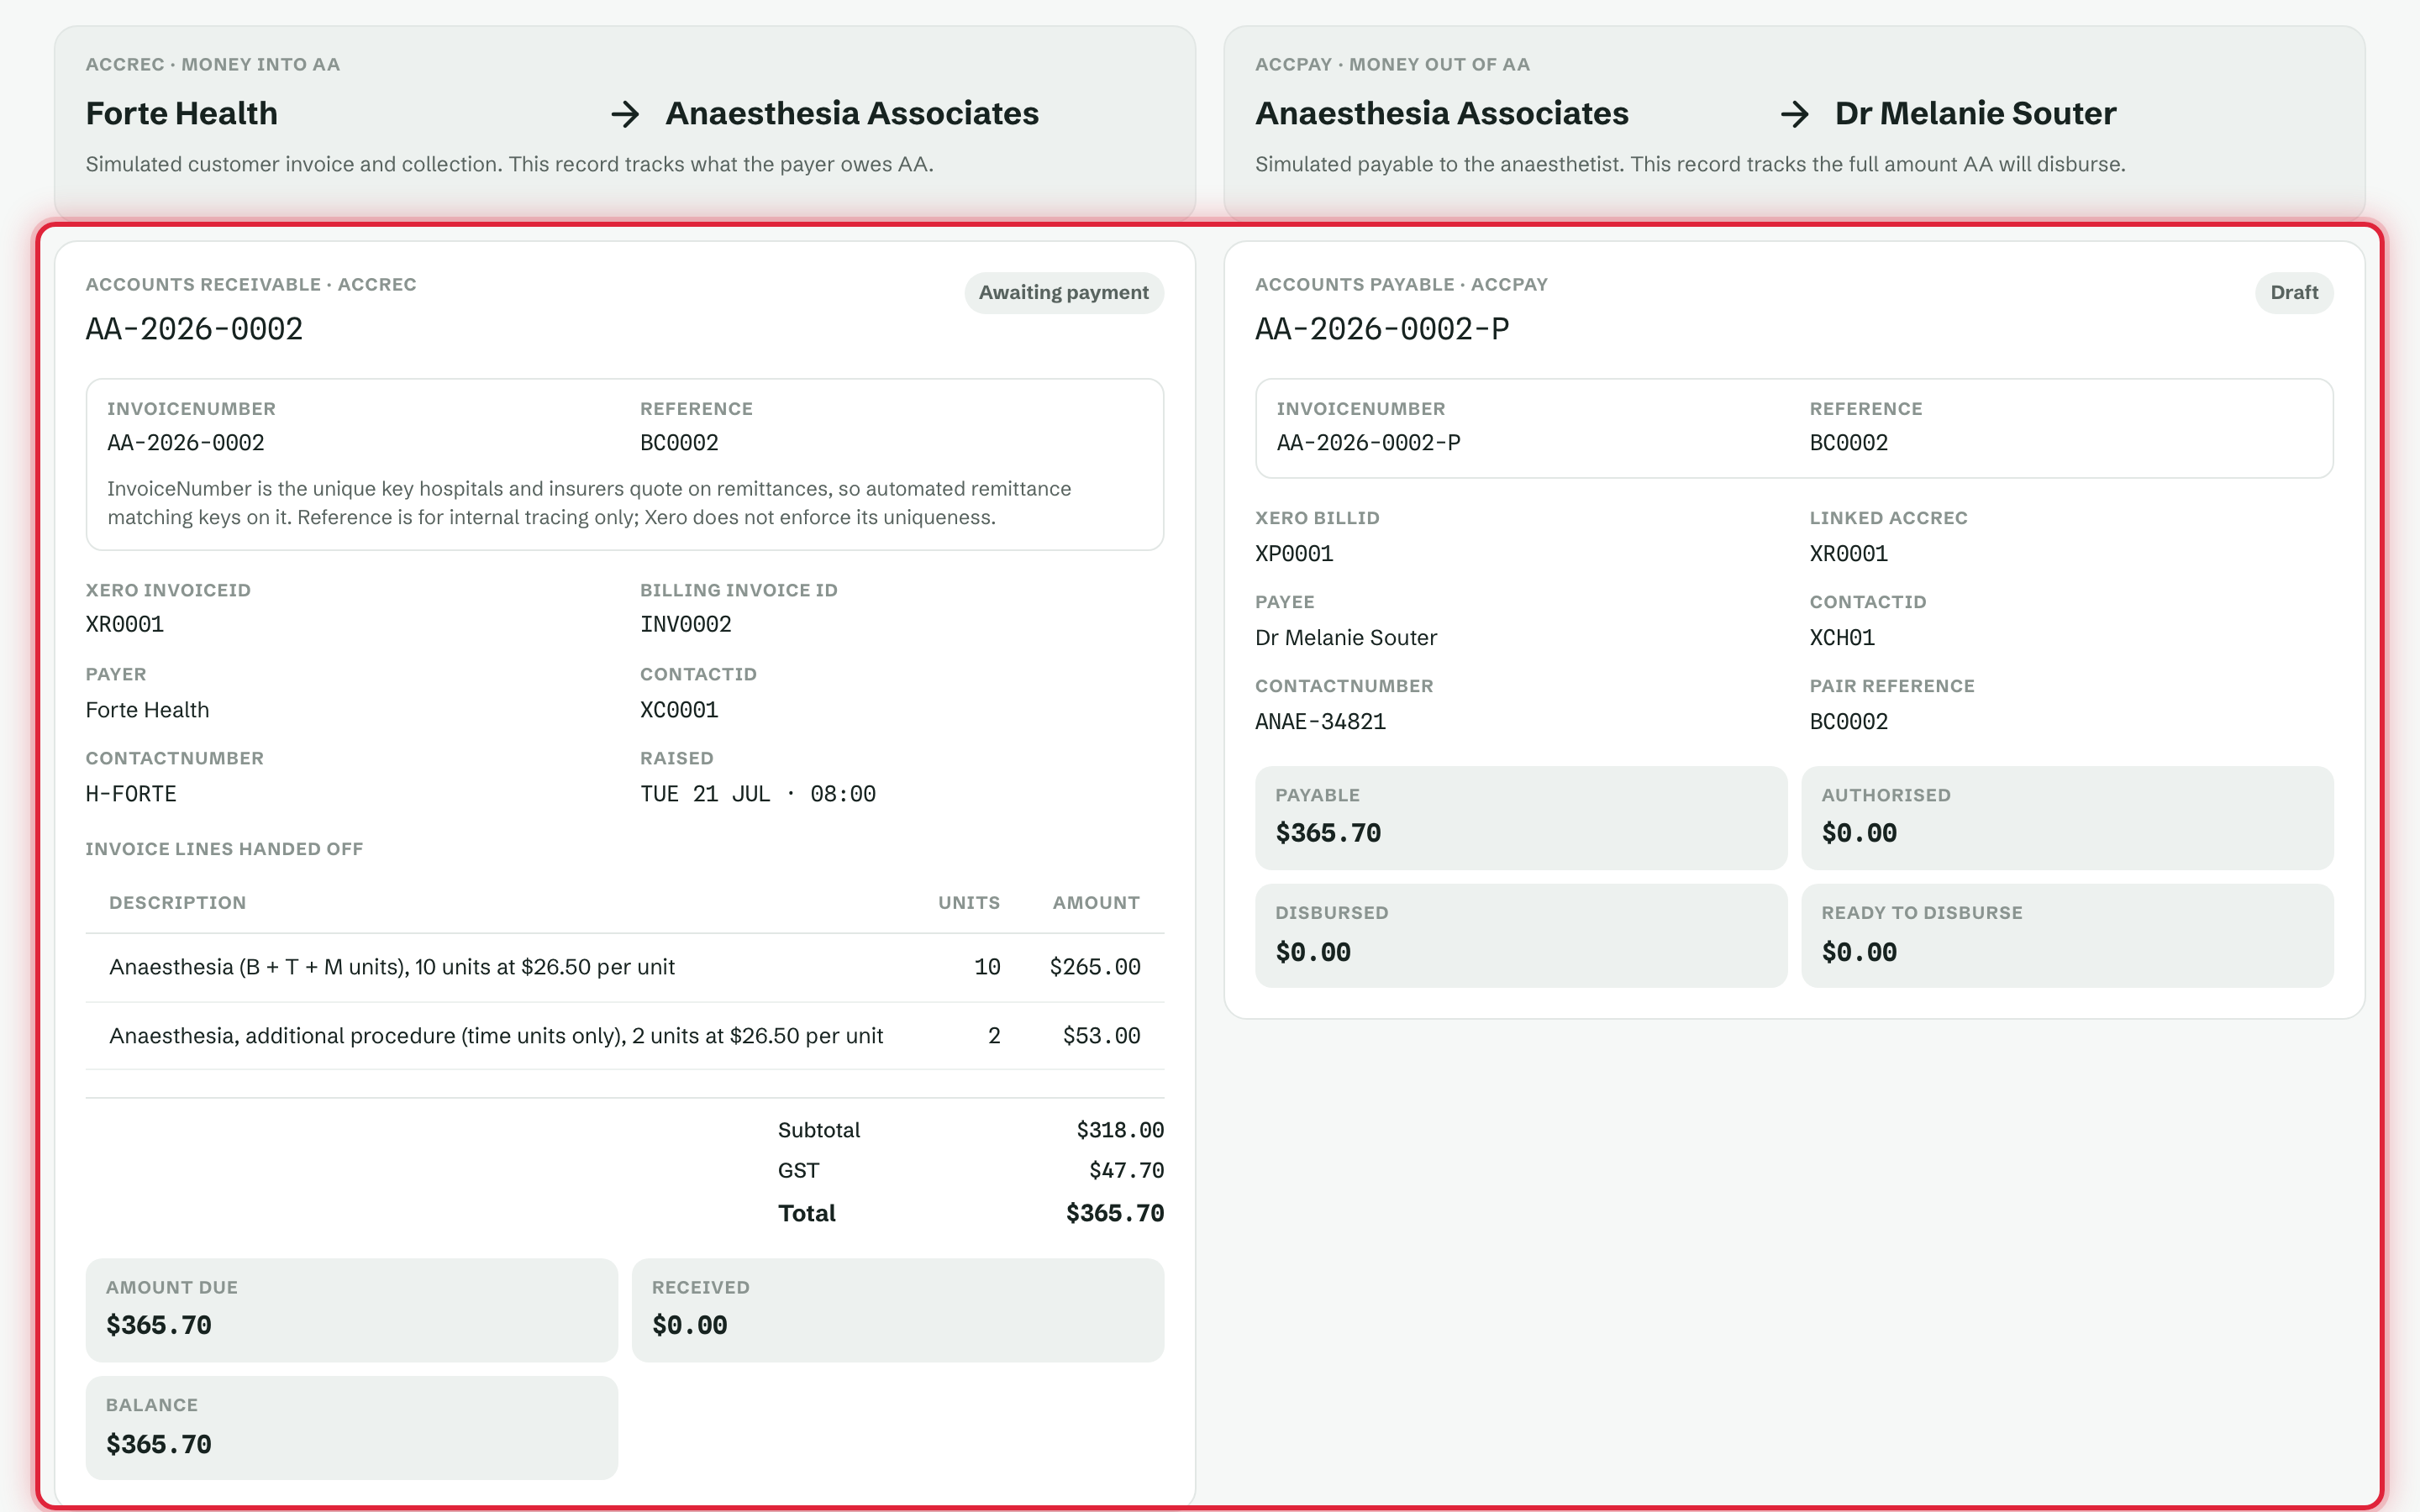 ACCREC · MONEY INTO AA
Forte Health → Anaesthesia Associates
Simulated customer invoice and collection. This record tracks what the payer owes AA.
ACCPAY · MONEY OUT OF AA
Anaesthesia Associates → Dr Melanie Souter
Simulated payable to the anaesthetist. This record tracks the full amount AA will disburse.
ACCOUNTS RECEIVABLE · ACCREC
Awaiting payment
AA-2026-0002
INVOICENUMBER REFERENCE
AA-2026-0002 BC0002
InvoiceNumber is the unique key hospitals and insurers quote on remittances, so automated remittance
matching keys on it. Reference is for internal tracing only; Xero does not enforce its uniqueness.
XERO INVOICEID BILLING INVOICE ID
XR0001 INV0002
PAYER CONTACTID
Forte Health XC0001
CONTACTNUMBER RAISED
H-FORTE TUE 21 JUL · 08:00
INVOICE LINES HANDED OFF
DESCRIPTION UNITS AMOUNT
Anaesthesia (B + T + M units), 10 units at $26.50 per unit 10 $265.00
Anaesthesia, additional procedure (time units only), 2 units at $26.50 per unit 2 $53.00
Subtotal $318.00
GST $47.70
Total $365.70
AMOUNT DUE RECEIVED
$365.70 $0.00
BALANCE
$365.70
ACCOUNTS PAYABLE · ACCPAY
Draft
AA-2026-0002-P
INVOICENUMBER REFERENCE
AA-2026-0002-P BC0002
XERO BILLID LINKED ACCREC
XP0001 XR0001
PAYEE CONTACTID
Dr Melanie Souter XCH01
CONTACTNUMBER PAIR REFERENCE
ANAE-34821 BC0002
PAYABLE AUTHORISED
$365.70 $0.00
DISBURSED READY TO DISBURSE
$0.00 $0.00